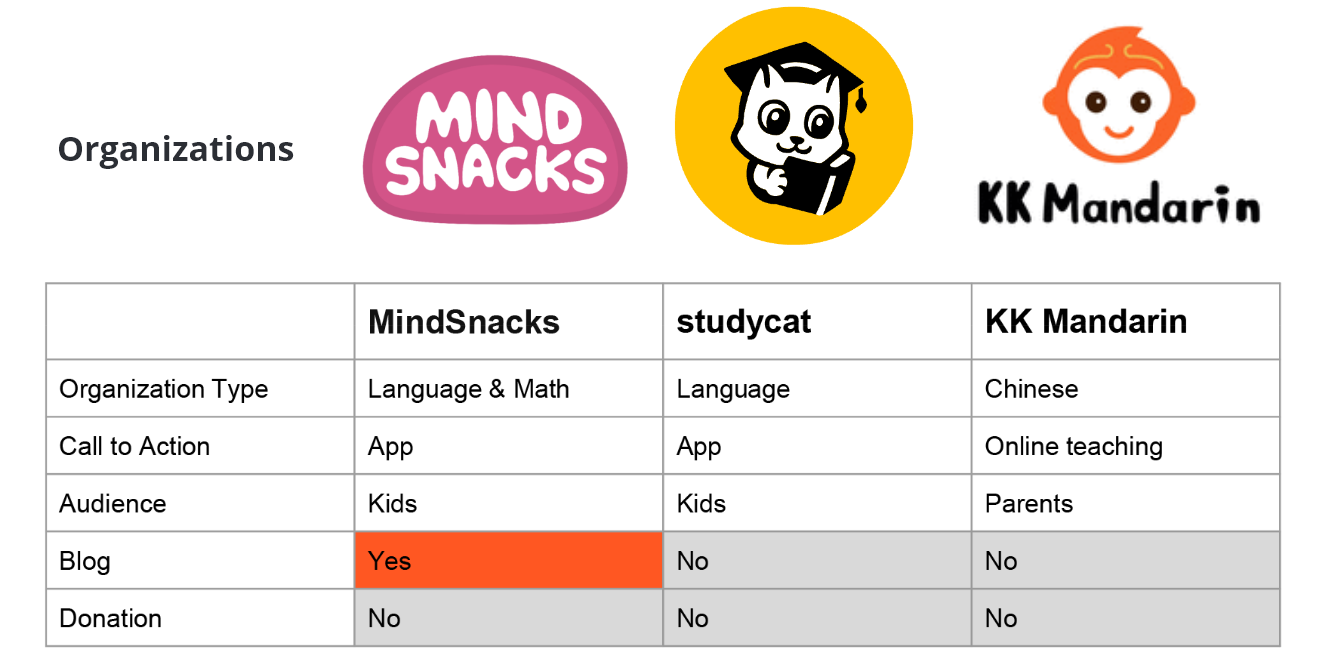 Organizations
MIND
SNACKS
KK Mandarin
MindSnacks studycat KK Mandarin
Organization Type Language & Math Language Chinese
Call to Action App App Online teaching
Audience Kids Kids Parents
Blog Yes No No
Donation No No No